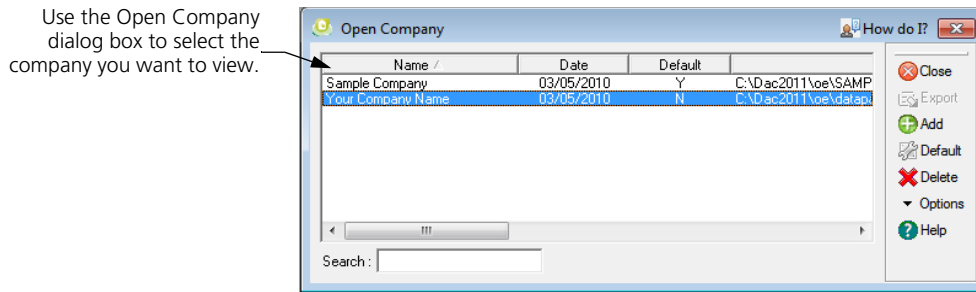 Use the Open Company
dialog box to select the
company you want to view.
Open Company
How do I?
Name Date Default
Sample Company 03/05/2010 Y C:\Dac2011\oe\SAMP
Your Company Name 03/05/2010 N C:\Dac2011\oe\datapa
Close
Export
Add
Default
Delete
Options
Help
Search :